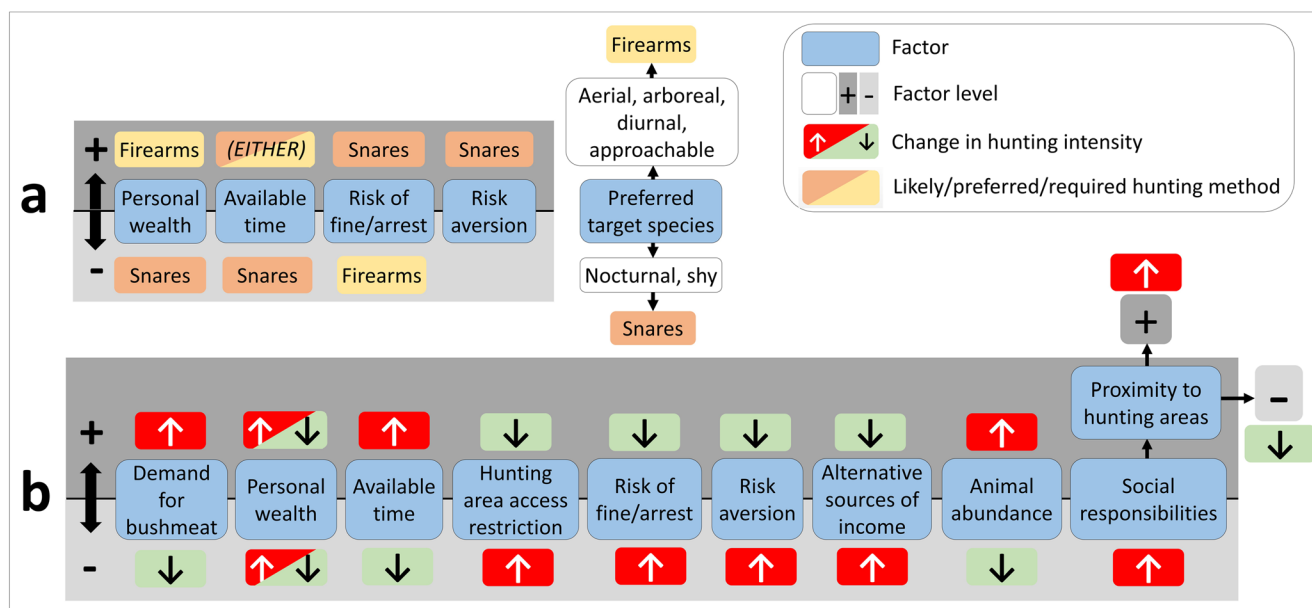 Firearms
Aerial, arboreal,
diurnal,
approachable
Preferred
target species
Nocturnal, shy
Snares
Factor
+ -
Factor level
↑ ↓
Change in hunting intensity
Likely/preferred/required hunting method
a
+
Firearms
(EITHER)
Snares
Snares
Personal
wealth
Available
time
Risk of
fine/arrest
Risk
aversion
-
Snares
Snares
Firearms
b
+
↑
↑ ↓
↑
↓
↓
↓
↓
↑
Demand
for
bushmeat
Personal
wealth
Available
time
Hunting
area access
restriction
Risk of
fine/arrest
Risk
aversion
Alternative
sources of
income
Animal
abundance
Social
responsibilities
Proximity to
hunting areas
+
↑
-
↓
-
↓
↑ ↓
↓
↑
↑
↑
↑
↓
↑